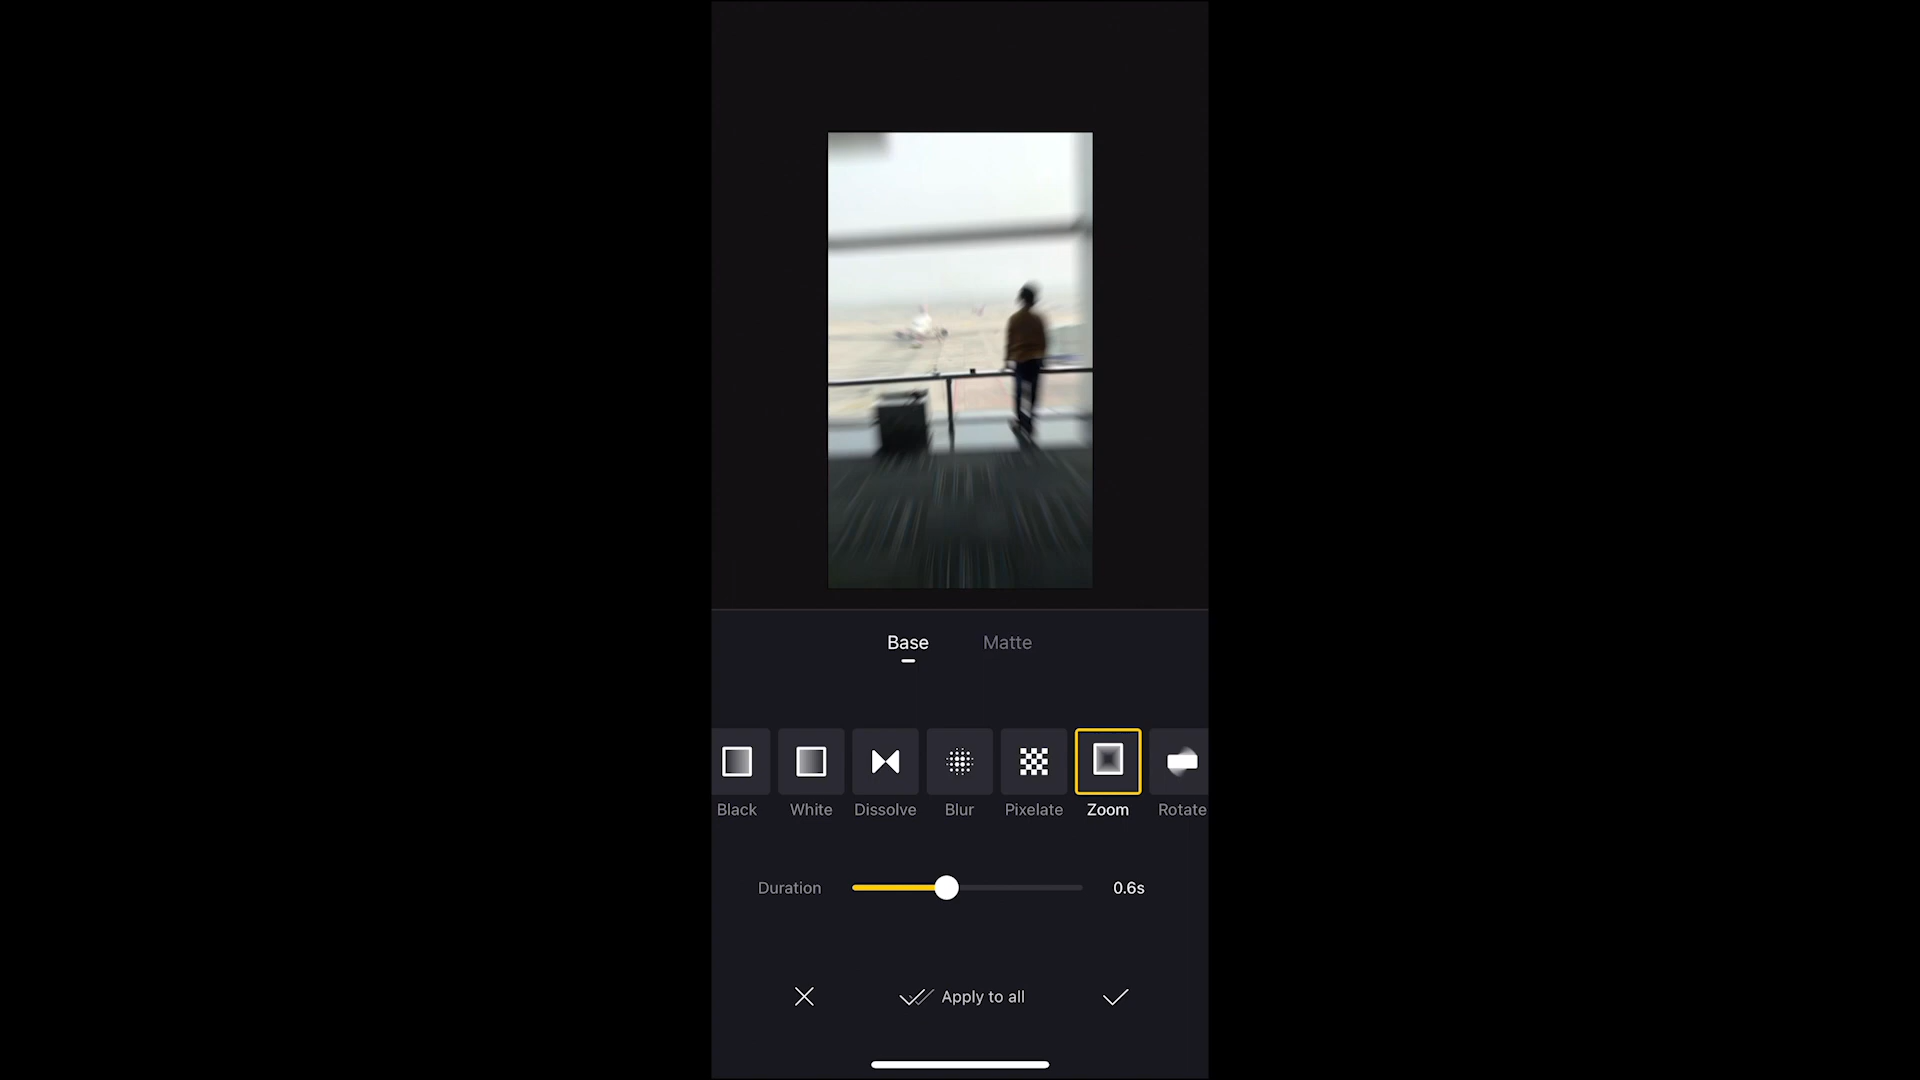 Base Matte
Black White Dissolve Blur Pixelate Zoom Rotate
Duration 0.6s
Apply to all